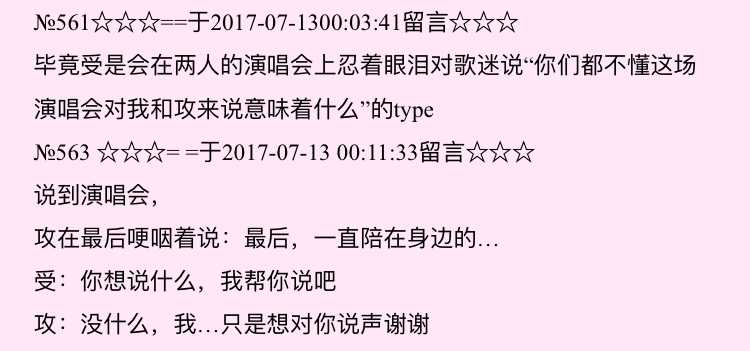 №561☆☆☆==于2017-07-1300:03:41留言☆☆☆
毕竟受是会在两人的演唱会上忍着眼泪对歌迷说“你们都不懂这场
演唱会对我和攻来说意味着什么”的type
№563 ☆☆☆= =于2017-07-13 00:11:33留言☆☆☆
说到演唱会，
攻在最后哽咽着说：最后，一直陪在身边的…
受：你想说什么，我帮你说吧
攻：没什么，我…只是想对你说声谢谢